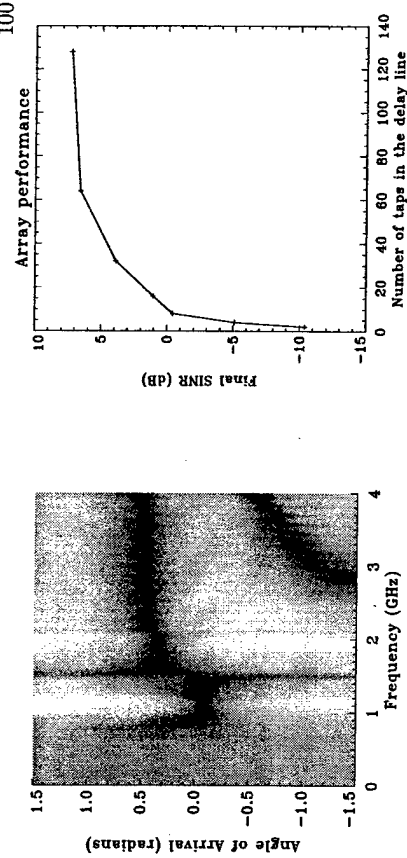 100
Array performance
10
5
0
-5
-10
-15
Final SINR (dB)
0 20 40 60 80 100 120 140
Number of taps in the delay line
1.5
1.0
0.5
0.0
-0.5
-1.0
-1.5
Angle of Arrival (radians)
0 1 2 3 4
Frequency (GHz)